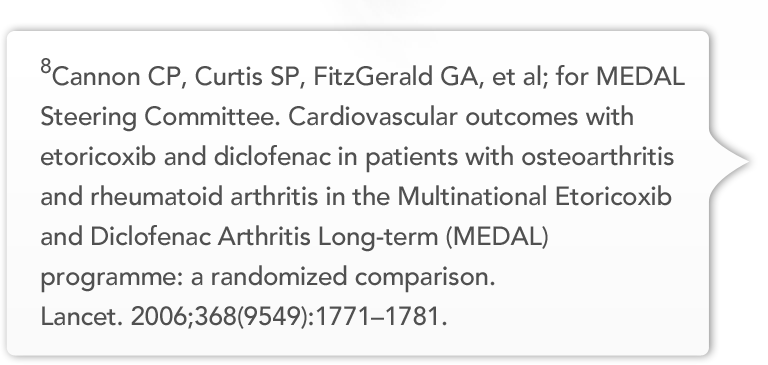 ⁸Cannon CP, Curtis SP, FitzGerald GA, et al; for MEDAL
Steering Committee. Cardiovascular outcomes with
etoricoxib and diclofenac in patients with osteoarthritis
and rheumatoid arthritis in the Multinational Etoricoxib
and Diclofenac Arthritis Long-term (MEDAL)
programme: a randomized comparison.
Lancet. 2006;368(9549):1771–1781.